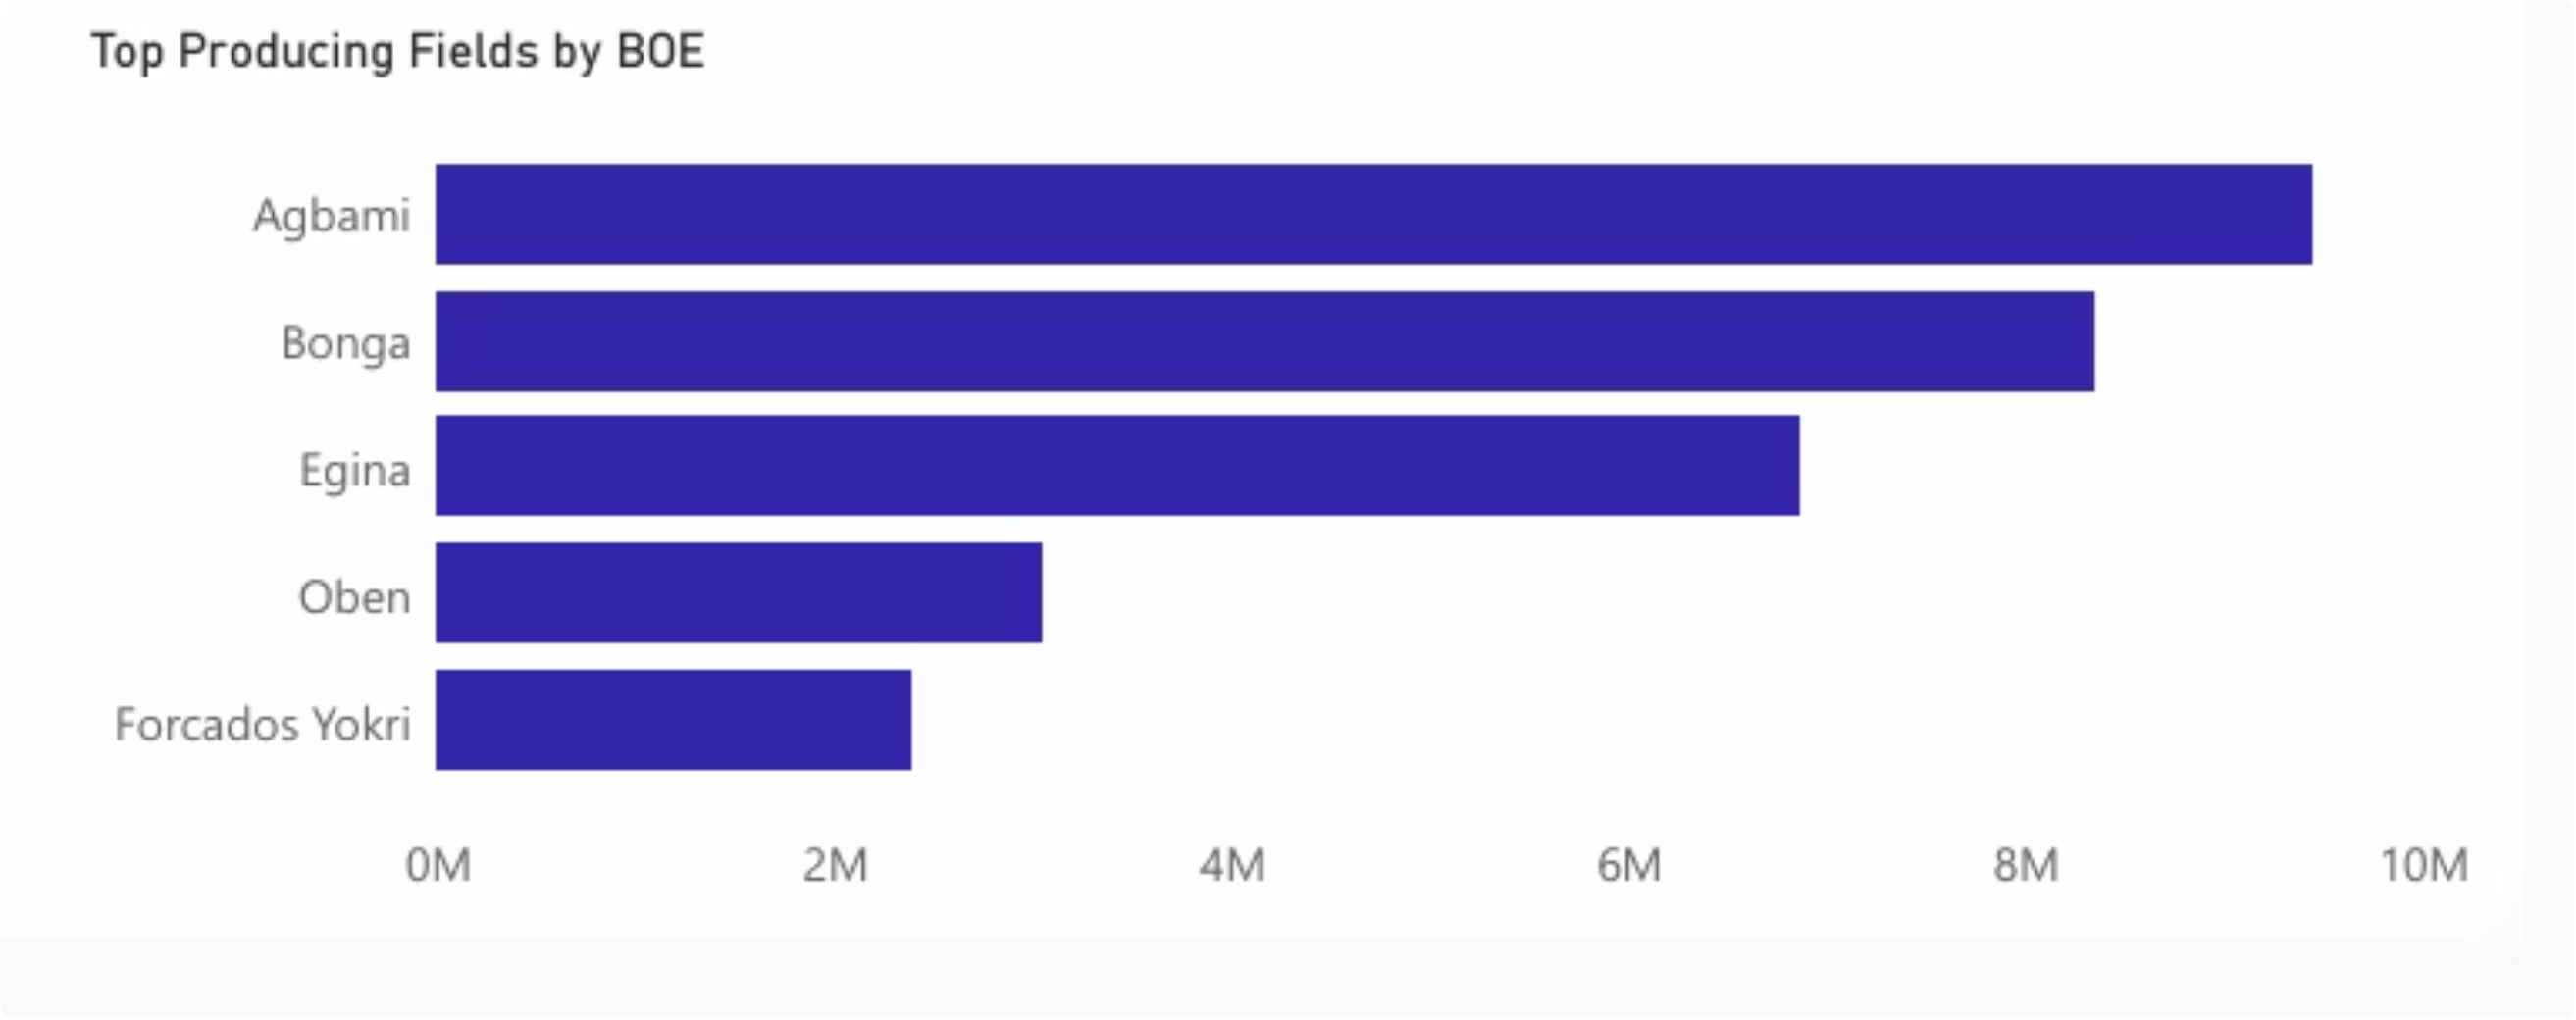 Top Producing Fields by BOE
Agbami
Bonga
Egina
Oben
Forcados Yokri
0M 2M 4M 6M 8M 10M